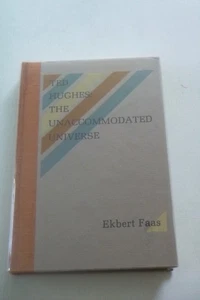 TED
HUGHES:
THE
UNACCOMMODATED
UNIVERSE
Ekbert Faas